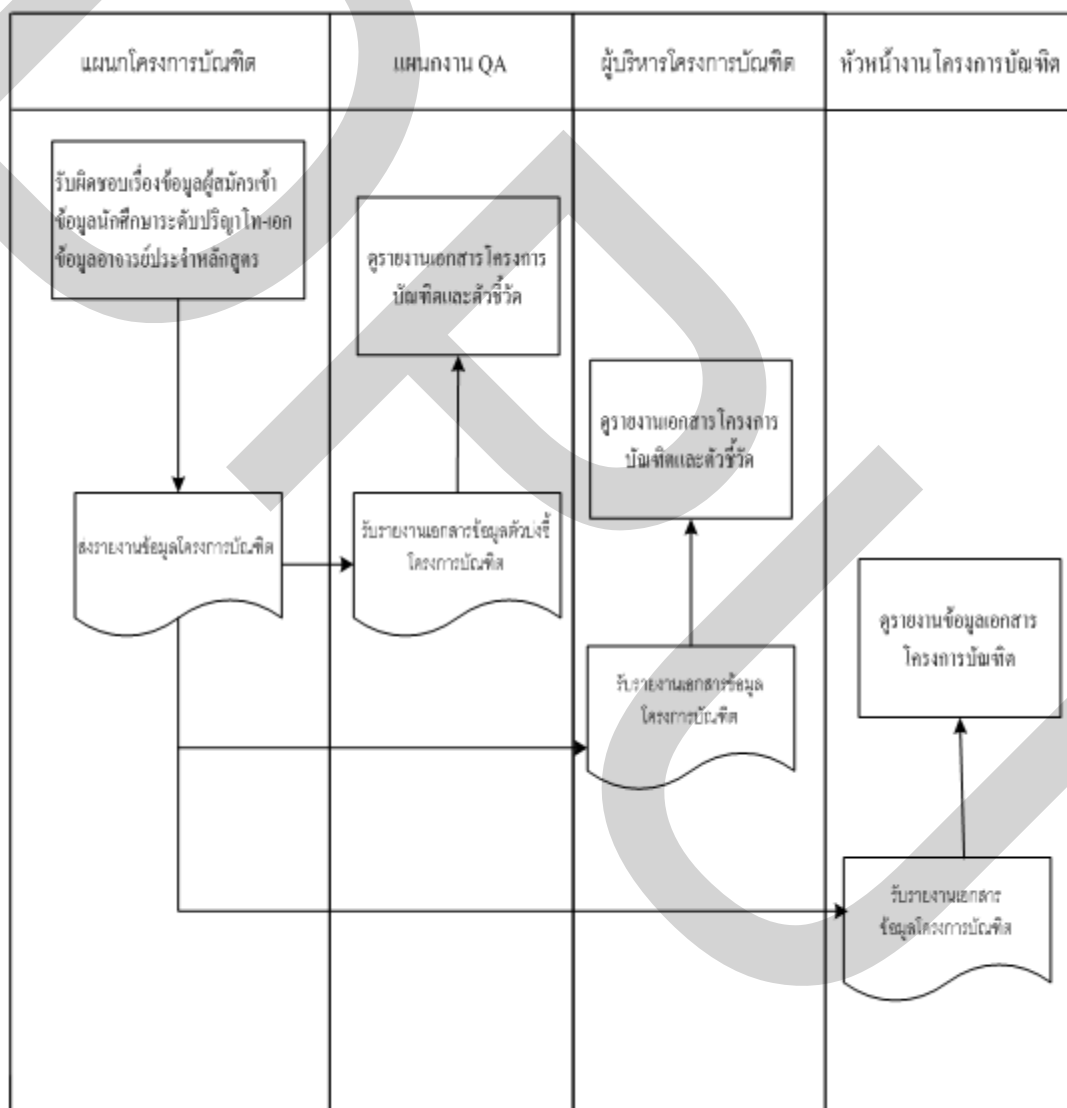 แผนกโครงการบัณฑิต
แผนกงาน QA
ผู้บริหารโครงการบัณฑิต
หัวหน้างานโครงการบัณฑิต
รับผิดชอบเรื่องข้อมูลผู้สมัครเข้า
ข้อมูลนักศึกษาระดับปริญาโท-เอก
ข้อมูลอาจารย์ประจำหลักสูตร
ดูรายงานเอกสารโครงการ
บัณฑิตและตัวชี้วัด
ดูรายงานเอกสารโครงการ
บัณฑิตและตัวชี้วัด
ส่งรายงานข้อมูลโครงการบัณฑิต
รับรายงานเอกสารข้อมูลตัวบ่งชี้
โครงการบัณฑิต
ดูรายงานข้อมูลเอกสาร
โครงการบัณฑิต
รับรายงานเอกสารข้อมูล
โครงการบัณฑิต
รับรายงานเอกสาร
ข้อมูลโครงการบัณฑิต